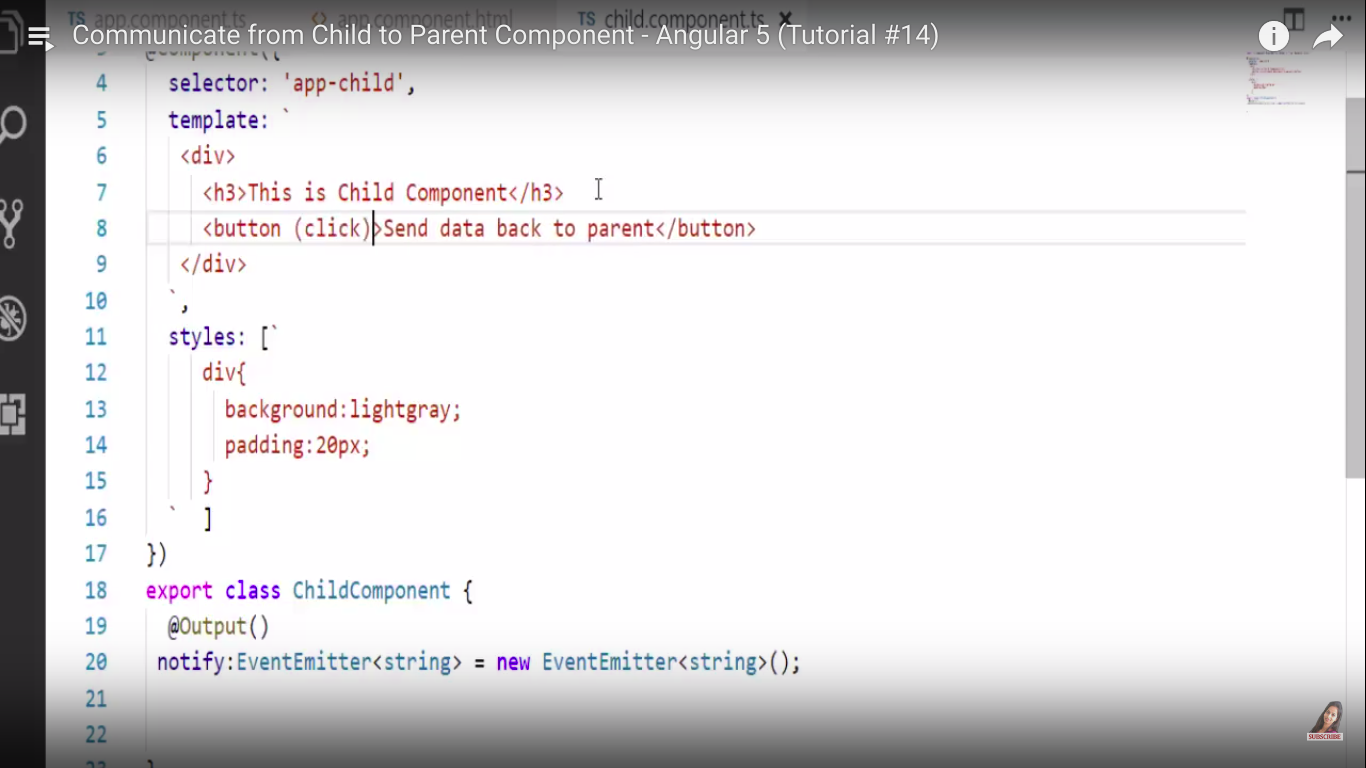 TS app.component.ts app.component.html TS child.component.ts
Communicate from Child to Parent Component - Angular 5 (Tutorial #14)
3 @Component({
4 selector: 'app-child',
5 template: `
6 <div>
7 <h3>This is Child Component</h3>
8 <button (click)>Send data back to parent</button>
9 </div>
10 `,
11 styles: [`
12 div{
13 background:lightgray;
14 padding:20px;
15 }
16 ` ]
17 })
18 export class ChildComponent {
19 @Output()
20 notify:EventEmitter<string> = new EventEmitter<string>();
21
22
23 }
SUBSCRIBE